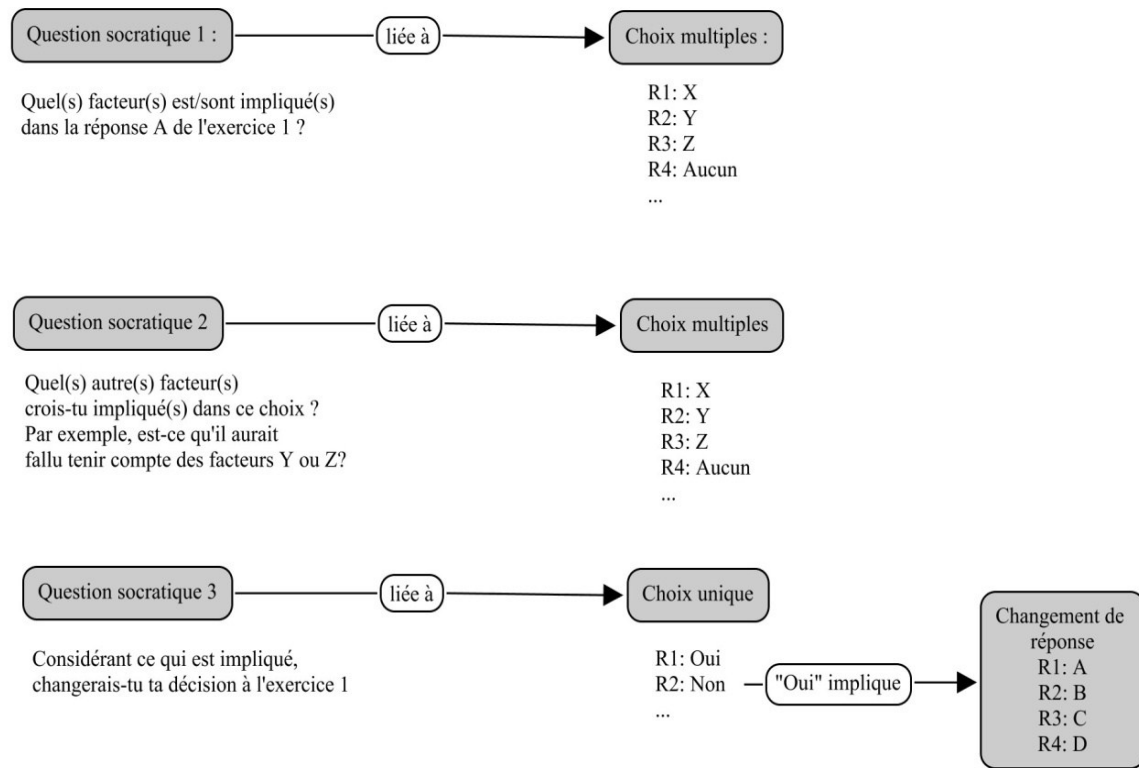 Question socratique 1 :
liée à
Choix multiples :
Quel(s) facteur(s) est/sont impliqué(s)
dans la réponse A de l'exercice 1 ?
R1: X
R2: Y
R3: Z
R4: Aucun
...
Question socratique 2
liée à
Choix multiples
Quel(s) autre(s) facteur(s)
crois-tu impliqué(s) dans ce choix ?
Par exemple, est-ce qu'il aurait
fallu tenir compte des facteurs Y ou Z?
R1: X
R2: Y
R3: Z
R4: Aucun
...
Question socratique 3
liée à
Choix unique
Considérant ce qui est impliqué,
changerais-tu ta décision à l'exercice 1
R1: Oui
R2: Non
...
"Oui" implique
Changement de
réponse
R1: A
R2: B
R3: C
R4: D